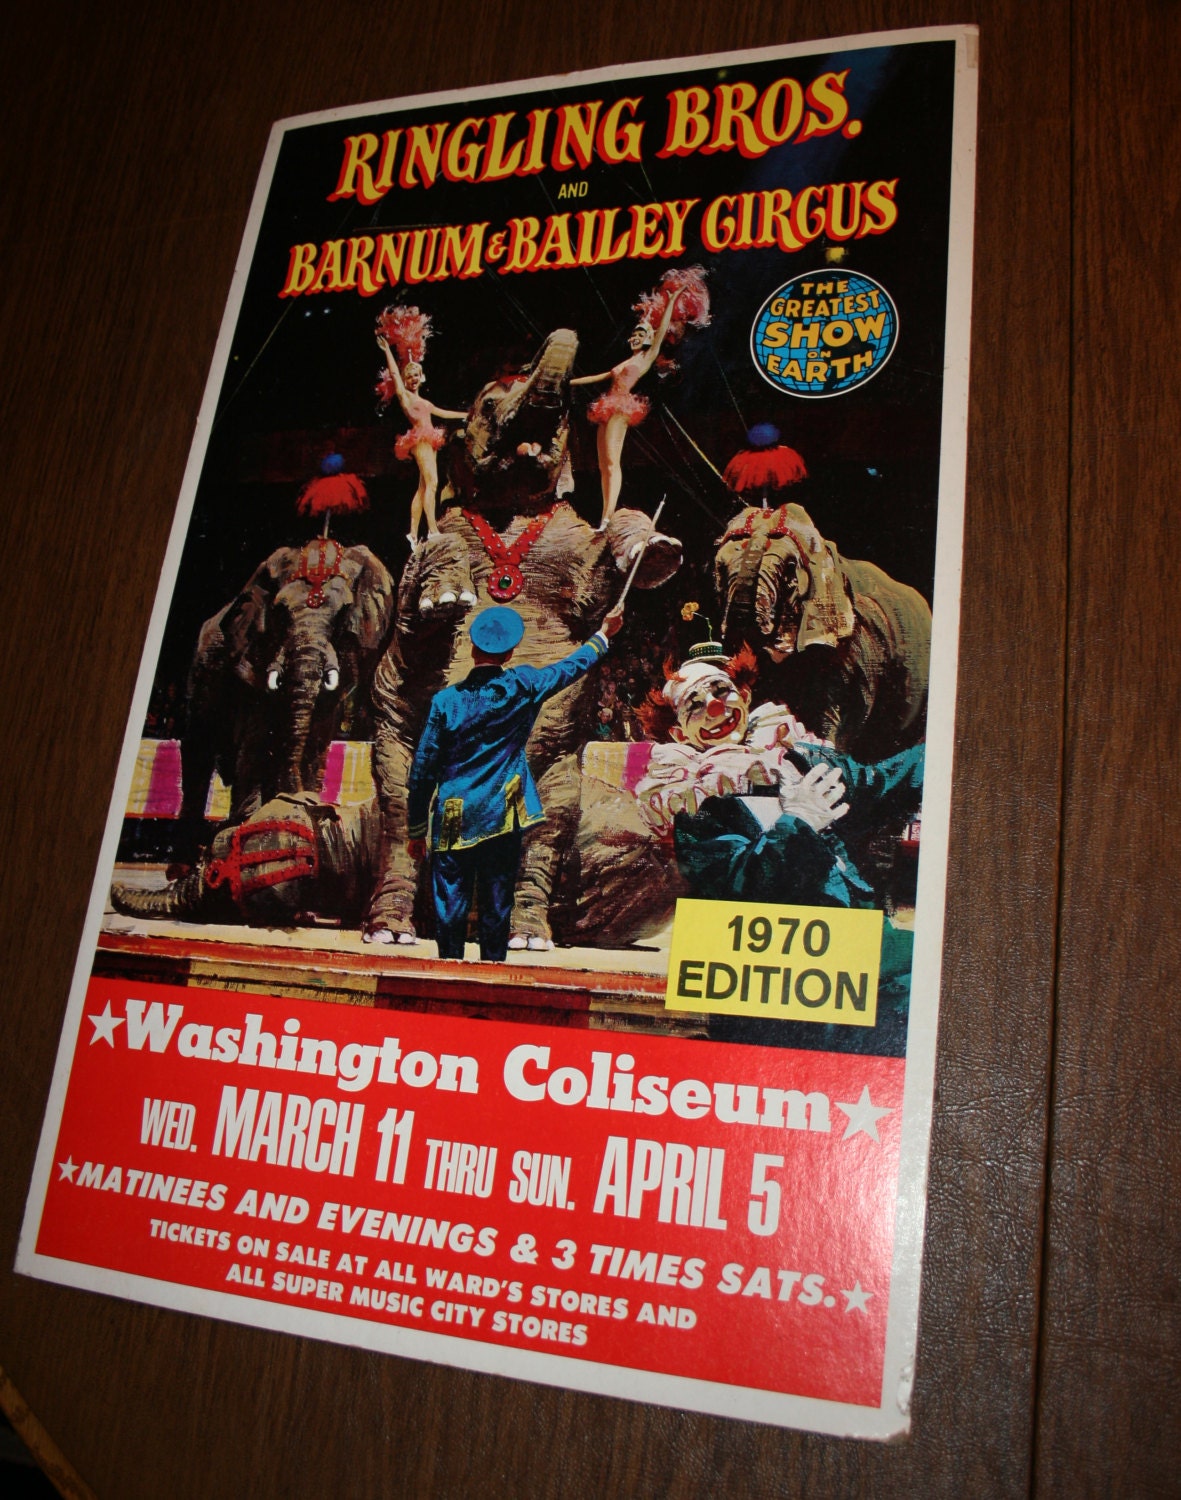 RINGLING BROS.
AND
BARNUM & BAILEY CIRCUS
THE
GREATEST
SHOW
ON
EARTH
1970
EDITION
★Washington Coliseum★
WED. MARCH 11 THRU SUN. APRIL 5
★MATINEES AND EVENINGS & 3 TIMES SATS.★
TICKETS ON SALE AT ALL WARD'S STORES AND
ALL SUPER MUSIC CITY STORES